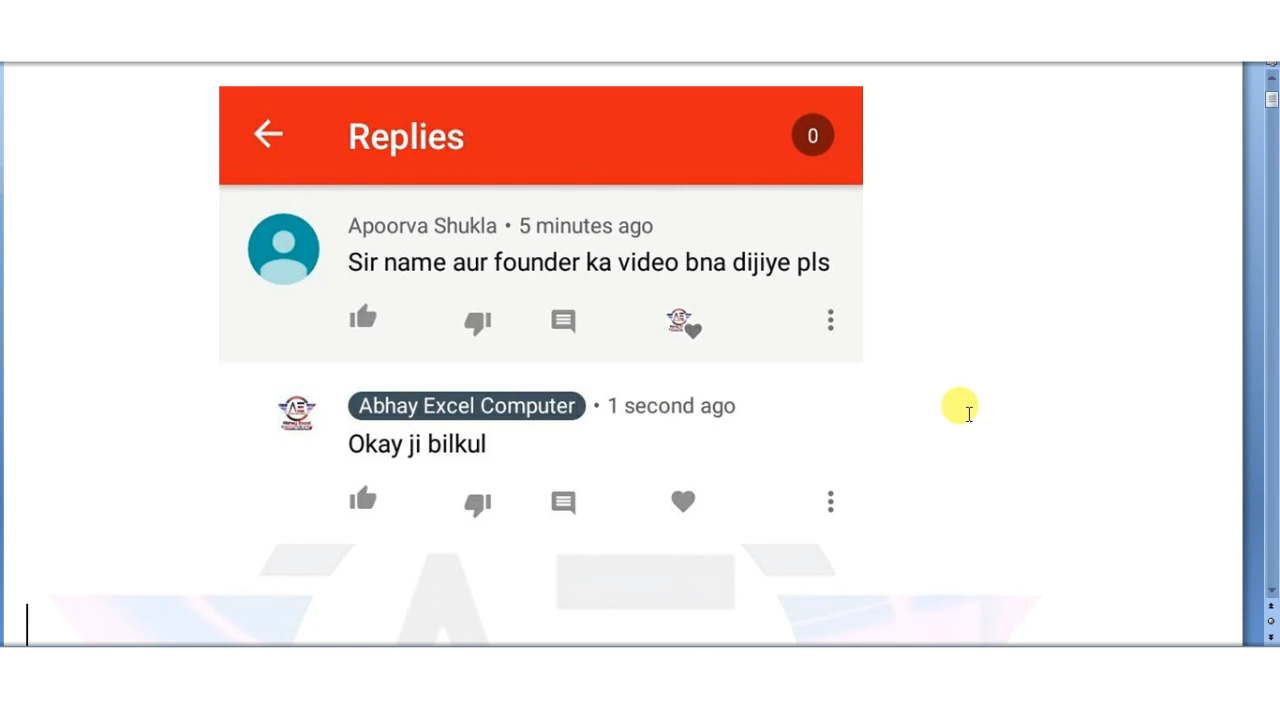 Replies
0
Apoorva Shukla • 5 minutes ago
Sir name aur founder ka video bna dijiye pls
Abhay Excel Computer • 1 second ago
Okay ji bilkul